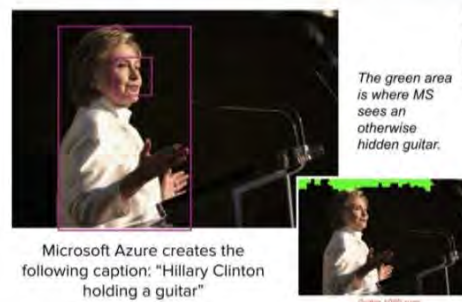 The green area
is where MS
sees an
otherwise
hidden guitar.
Microsoft Azure creates the
following caption: “Hillary Clinton
holding a guitar”